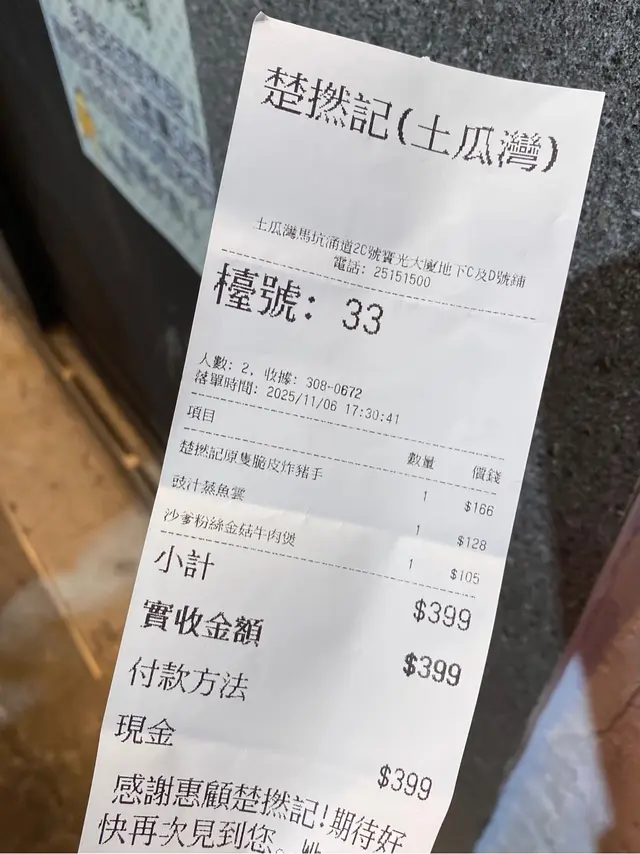 楚撚記(土瓜灣)
土瓜灣馬坑涌道2C號寶光大廈地下C及D號舖
電話: 25151500
檯號: 33
人數: 2, 收據: 308-0672
落單時間: 2025/11/06 17:30:41
項目 數量 價錢
楚撚記原隻脆皮炸豬手 1 $166
豉汁蒸魚雲 1 $128
沙爹粉絲金菇牛肉煲 1 $105
小計 $399
實收金額 $399
付款方法
現金 $399
感謝惠顧楚撚記!期待好
快再次見到您。